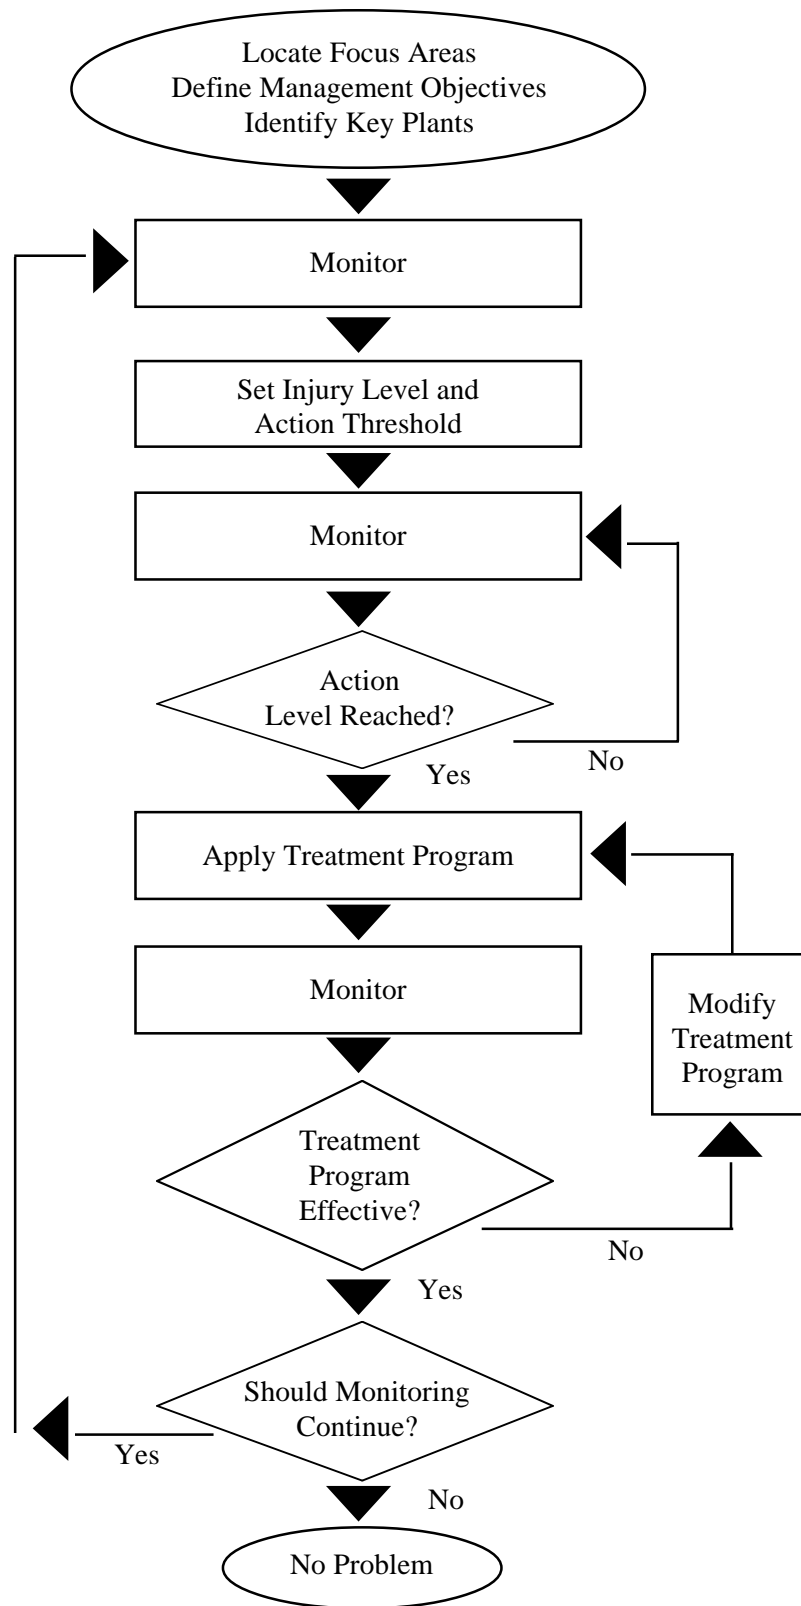 Locate Focus Areas
Define Management Objectives
Identify Key Plants
Monitor
Set Injury Level and
Action Threshold
Monitor
Action
Level Reached?
No
Yes
Apply Treatment Program
Monitor
Modify
Treatment
Program
Treatment
Program
Effective?
No
Yes
Should Monitoring
Continue?
Yes
No
No Problem